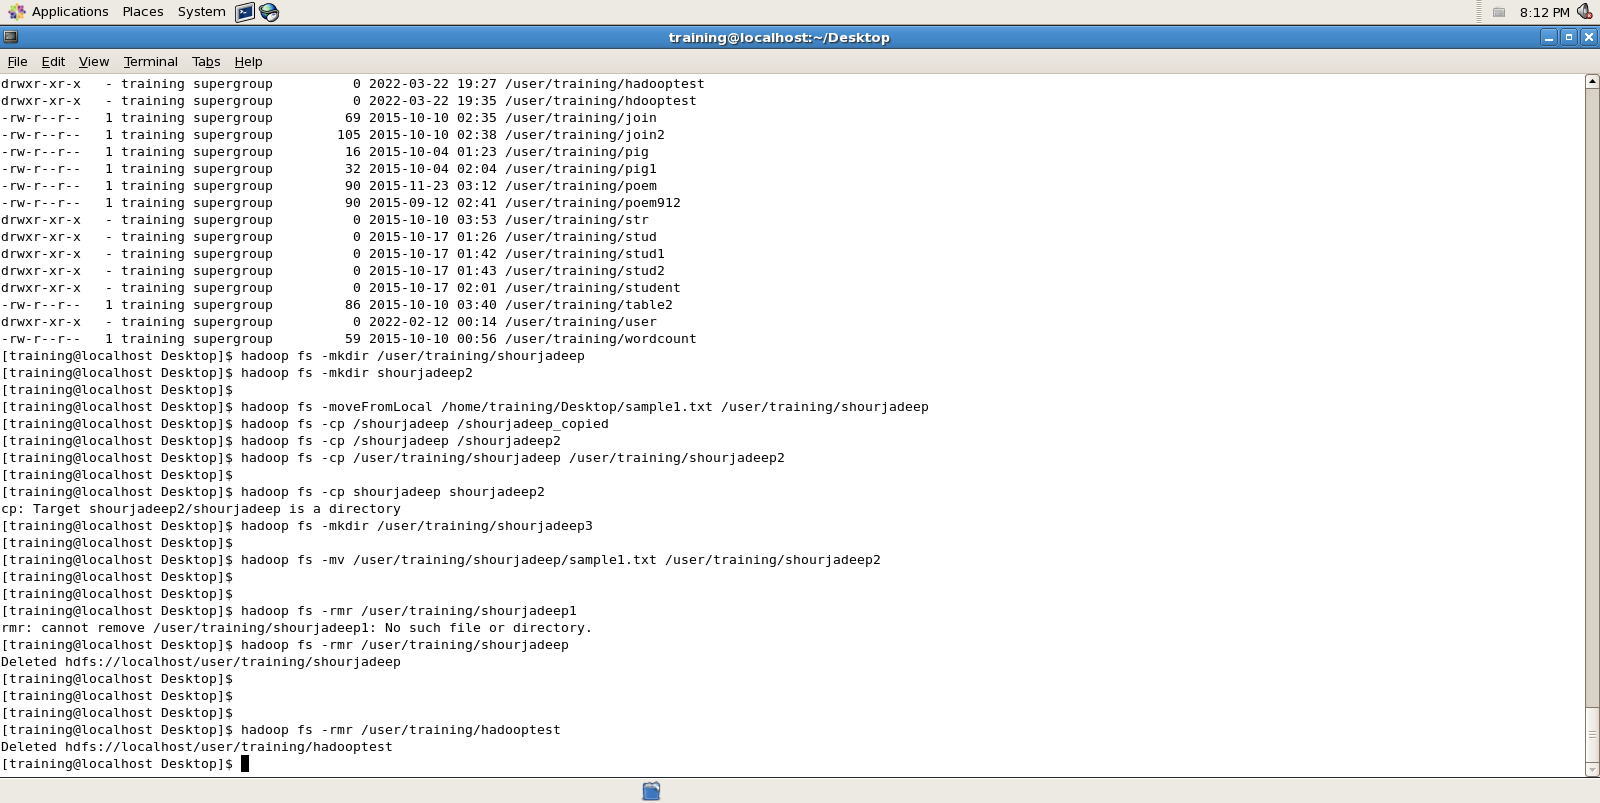 Applications Places System 8:12 PM
training@localhost:~/Desktop
File Edit View Terminal Tabs Help
drwxr-xr-x   - training supergroup          0 2022-03-22 19:27 /user/training/hadooptest
drwxr-xr-x   - training supergroup          0 2022-03-22 19:35 /user/training/hdooptest
-rw-r--r--   1 training supergroup         69 2015-10-10 02:35 /user/training/join
-rw-r--r--   1 training supergroup        105 2015-10-10 02:38 /user/training/join2
-rw-r--r--   1 training supergroup         16 2015-10-04 01:23 /user/training/pig
-rw-r--r--   1 training supergroup         32 2015-10-04 02:04 /user/training/pig1
-rw-r--r--   1 training supergroup         90 2015-11-23 03:12 /user/training/poem
-rw-r--r--   1 training supergroup         90 2015-09-12 02:41 /user/training/poem912
drwxr-xr-x   - training supergroup          0 2015-10-10 03:53 /user/training/str
drwxr-xr-x   - training supergroup          0 2015-10-17 01:26 /user/training/stud
drwxr-xr-x   - training supergroup          0 2015-10-17 01:42 /user/training/stud1
drwxr-xr-x   - training supergroup          0 2015-10-17 01:43 /user/training/stud2
drwxr-xr-x   - training supergroup          0 2015-10-17 02:01 /user/training/student
-rw-r--r--   1 training supergroup         86 2015-10-10 03:40 /user/training/table2
drwxr-xr-x   - training supergroup          0 2022-02-12 00:14 /user/training/user
-rw-r--r--   1 training supergroup         59 2015-10-10 00:56 /user/training/wordcount
[training@localhost Desktop]$ hadoop fs -mkdir /user/training/shourjadeep
[training@localhost Desktop]$ hadoop fs -mkdir shourjadeep2
[training@localhost Desktop]$
[training@localhost Desktop]$ hadoop fs -moveFromLocal /home/training/Desktop/sample1.txt /user/training/shourjadeep
[training@localhost Desktop]$ hadoop fs -cp /shourjadeep /shourjadeep_copied
[training@localhost Desktop]$ hadoop fs -cp /shourjadeep /shourjadeep2
[training@localhost Desktop]$ hadoop fs -cp /user/training/shourjadeep /user/training/shourjadeep2
[training@localhost Desktop]$
[training@localhost Desktop]$ hadoop fs -cp shourjadeep shourjadeep2
cp: Target shourjadeep2/shourjadeep is a directory
[training@localhost Desktop]$ hadoop fs -mkdir /user/training/shourjadeep3
[training@localhost Desktop]$
[training@localhost Desktop]$ hadoop fs -mv /user/training/shourjadeep/sample1.txt /user/training/shourjadeep2
[training@localhost Desktop]$
[training@localhost Desktop]$
[training@localhost Desktop]$ hadoop fs -rmr /user/training/shourjadeep1
rmr: cannot remove /user/training/shourjadeep1: No such file or directory.
[training@localhost Desktop]$ hadoop fs -rmr /user/training/shourjadeep
Deleted hdfs://localhost/user/training/shourjadeep
[training@localhost Desktop]$
[training@localhost Desktop]$
[training@localhost Desktop]$
[training@localhost Desktop]$ hadoop fs -rmr /user/training/hadooptest
Deleted hdfs://localhost/user/training/hadooptest
[training@localhost Desktop]$